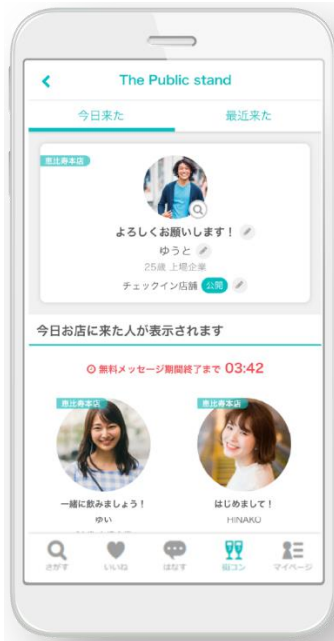 The Public stand
今日来た
最近来た
恵比寿本店
よろしくお願いします!
ゆうと
25歳 上場企業
チェックイン店舗 公開
今日お店に来た人が表示されます
無料メッセージ期間終了まで 03:42
恵比寿本店
恵比寿本店
一緒に飲みましょう!
はじめまして!
ゆい
HINAKO
さがす
いいね
はなす
街コン
マイページ